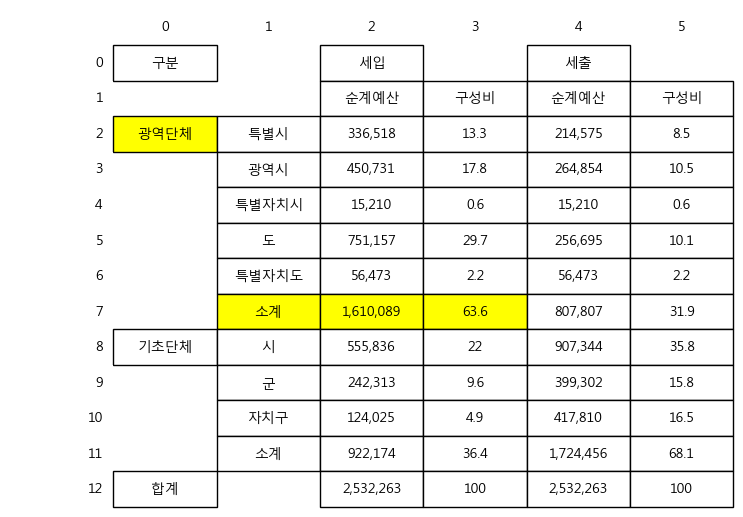 0 1 2 3 4 5
0 구분 세입 세출
1 순계예산 구성비 순계예산 구성비
2 광역단체 특별시 336,518 13.3 214,575 8.5
3 광역시 450,731 17.8 264,854 10.5
4 특별자치시 15,210 0.6 15,210 0.6
5 도 751,157 29.7 256,695 10.1
6 특별자치도 56,473 2.2 56,473 2.2
7 소계 1,610,089 63.6 807,807 31.9
8 기초단체 시 555,836 22 907,344 35.8
9 군 242,313 9.6 399,302 15.8
10 자치구 124,025 4.9 417,810 16.5
11 소계 922,174 36.4 1,724,456 68.1
12 합계 2,532,263 100 2,532,263 100